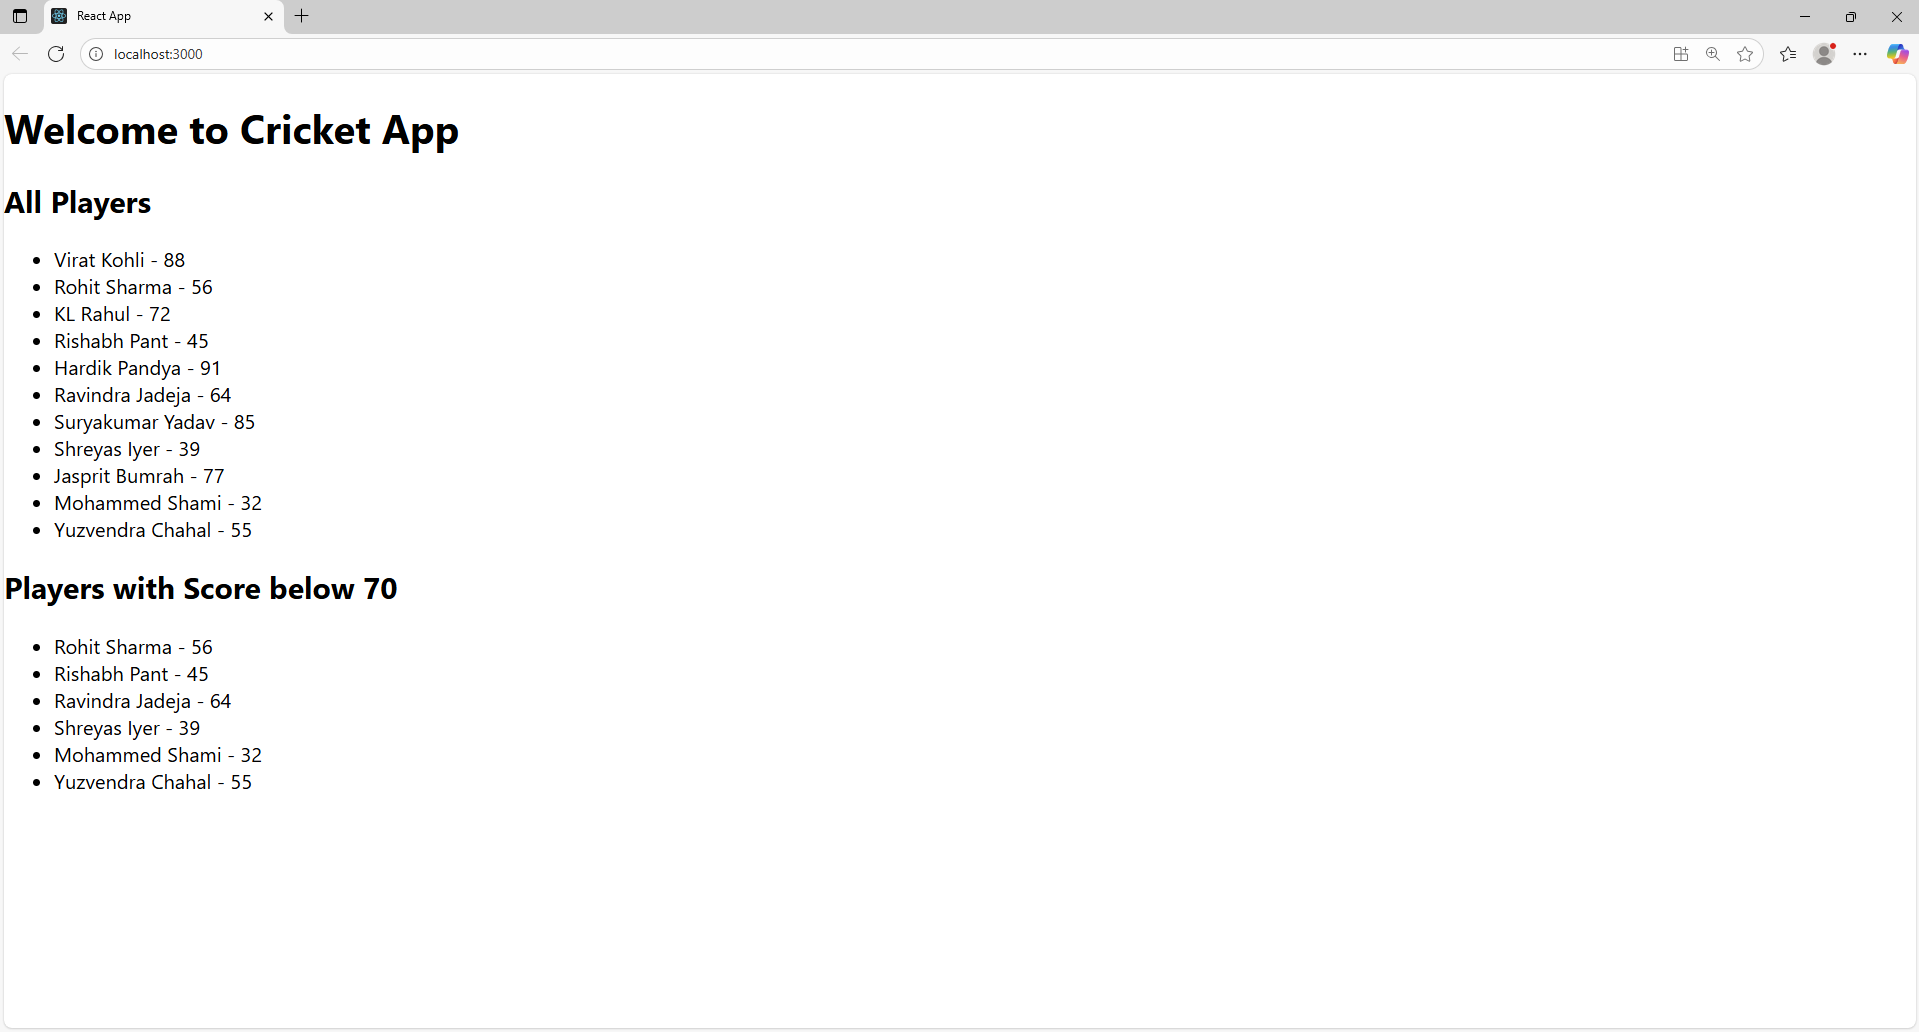 React App
localhost:3000
Welcome to Cricket App
All Players
Virat Kohli - 88
Rohit Sharma - 56
KL Rahul - 72
Rishabh Pant - 45
Hardik Pandya - 91
Ravindra Jadeja - 64
Suryakumar Yadav - 85
Shreyas Iyer - 39
Jasprit Bumrah - 77
Mohammed Shami - 32
Yuzvendra Chahal - 55
Players with Score below 70
Rohit Sharma - 56
Rishabh Pant - 45
Ravindra Jadeja - 64
Shreyas Iyer - 39
Mohammed Shami - 32
Yuzvendra Chahal - 55